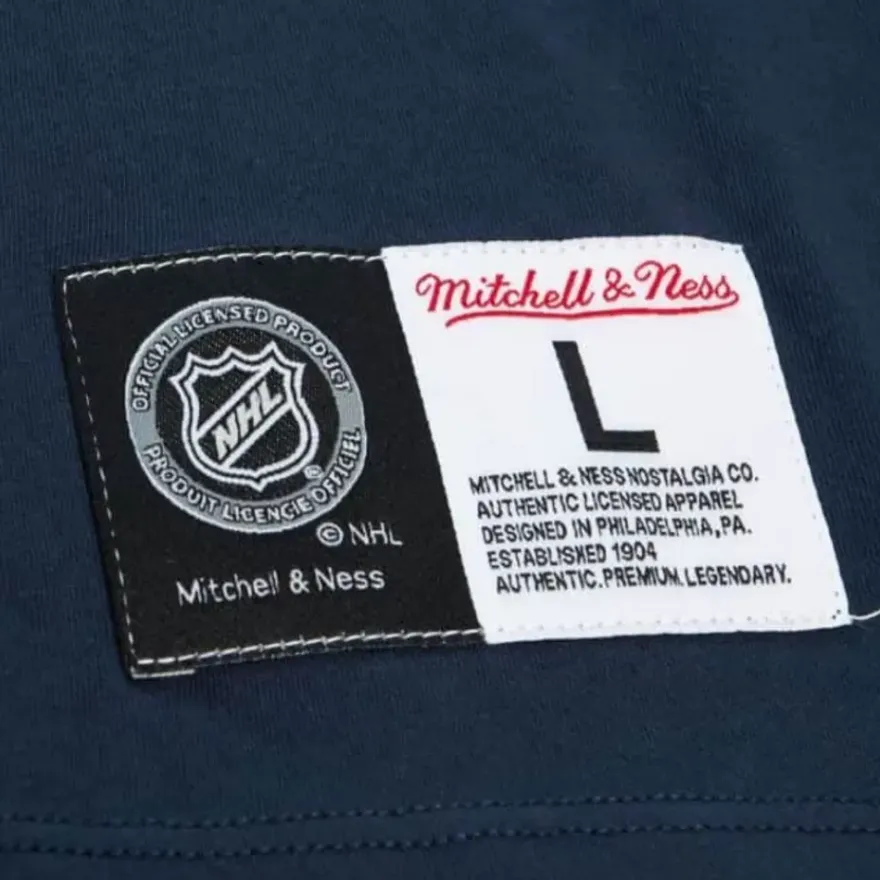 OFFICIAL LICENSED PRODUCT
NHL
®
PRODUIT LICENCIE OFFICIEL
© NHL
Mitchell & Ness
Mitchell & Ness
L
MITCHELL & NESS NOSTALGIA CO.
AUTHENTIC LICENSED APPAREL
DESIGNED IN PHILADELPHIA, PA.
ESTABLISHED 1904
AUTHENTIC. PREMIUM. LEGENDARY.